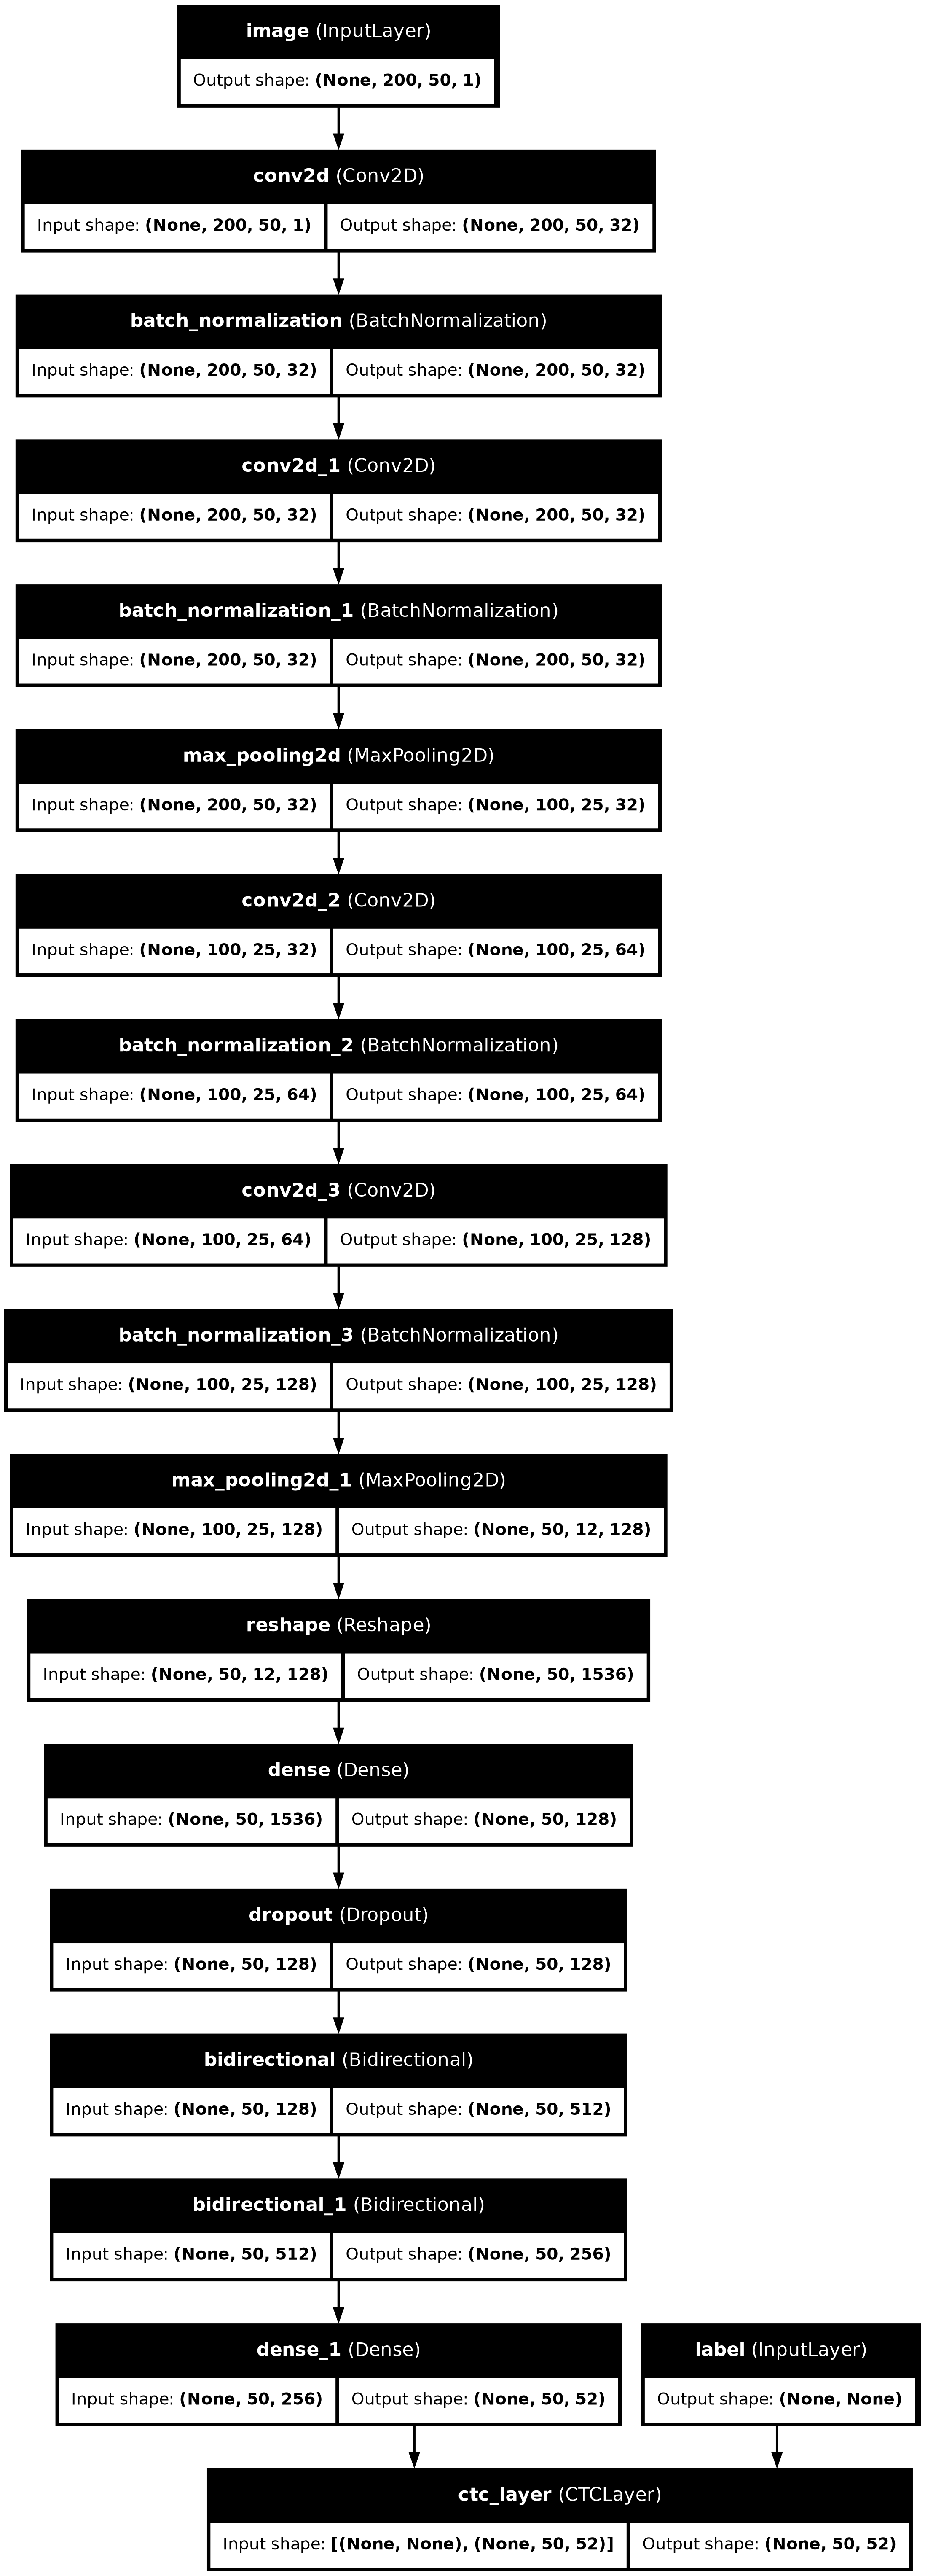 image (InputLayer)
Output shape: (None, 200, 50, 1)
conv2d (Conv2D)
Input shape: (None, 200, 50, 1) Output shape: (None, 200, 50, 32)
batch_normalization (BatchNormalization)
Input shape: (None, 200, 50, 32) Output shape: (None, 200, 50, 32)
conv2d_1 (Conv2D)
Input shape: (None, 200, 50, 32) Output shape: (None, 200, 50, 32)
batch_normalization_1 (BatchNormalization)
Input shape: (None, 200, 50, 32) Output shape: (None, 200, 50, 32)
max_pooling2d (MaxPooling2D)
Input shape: (None, 200, 50, 32) Output shape: (None, 100, 25, 32)
conv2d_2 (Conv2D)
Input shape: (None, 100, 25, 32) Output shape: (None, 100, 25, 64)
batch_normalization_2 (BatchNormalization)
Input shape: (None, 100, 25, 64) Output shape: (None, 100, 25, 64)
conv2d_3 (Conv2D)
Input shape: (None, 100, 25, 64) Output shape: (None, 100, 25, 128)
batch_normalization_3 (BatchNormalization)
Input shape: (None, 100, 25, 128) Output shape: (None, 100, 25, 128)
max_pooling2d_1 (MaxPooling2D)
Input shape: (None, 100, 25, 128) Output shape: (None, 50, 12, 128)
reshape (Reshape)
Input shape: (None, 50, 12, 128) Output shape: (None, 50, 1536)
dense (Dense)
Input shape: (None, 50, 1536) Output shape: (None, 50, 128)
dropout (Dropout)
Input shape: (None, 50, 128) Output shape: (None, 50, 128)
bidirectional (Bidirectional)
Input shape: (None, 50, 128) Output shape: (None, 50, 512)
bidirectional_1 (Bidirectional)
Input shape: (None, 50, 512) Output shape: (None, 50, 256)
dense_1 (Dense)
Input shape: (None, 50, 256) Output shape: (None, 50, 52)
label (InputLayer)
Output shape: (None, None)
ctc_layer (CTCLayer)
Input shape: [(None, None), (None, 50, 52)] Output shape: (None, 50, 52)